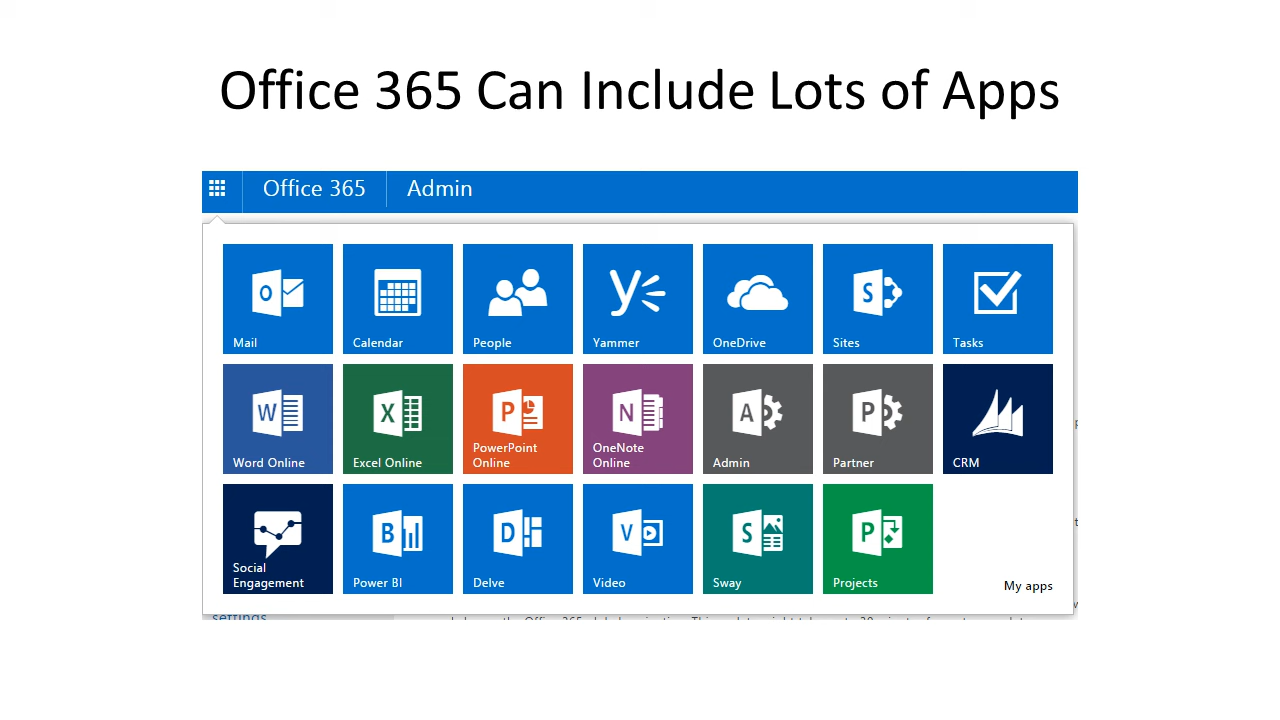 Office 365 Can Include Lots of Apps
Office 365 Admin
Mail Calendar People Yammer OneDrive Sites Tasks
Word Online Excel Online PowerPoint Online OneNote Online Admin Partner CRM
Social Engagement Power BI Delve Video Sway Projects
My apps
settings